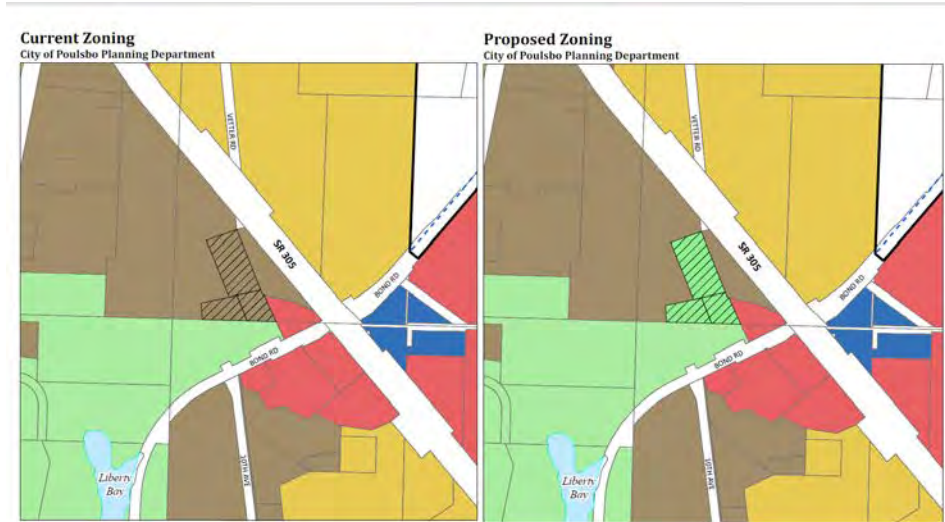 Current Zoning
City of Poulsbo Planning Department
VETTER RD
SR 305
BOND RD
BOND RD
10TH AVE
Liberty
Bay
Proposed Zoning
City of Poulsbo Planning Department
VETTER RD
SR 305
BOND RD
BOND RD
10TH AVE
Liberty
Bay